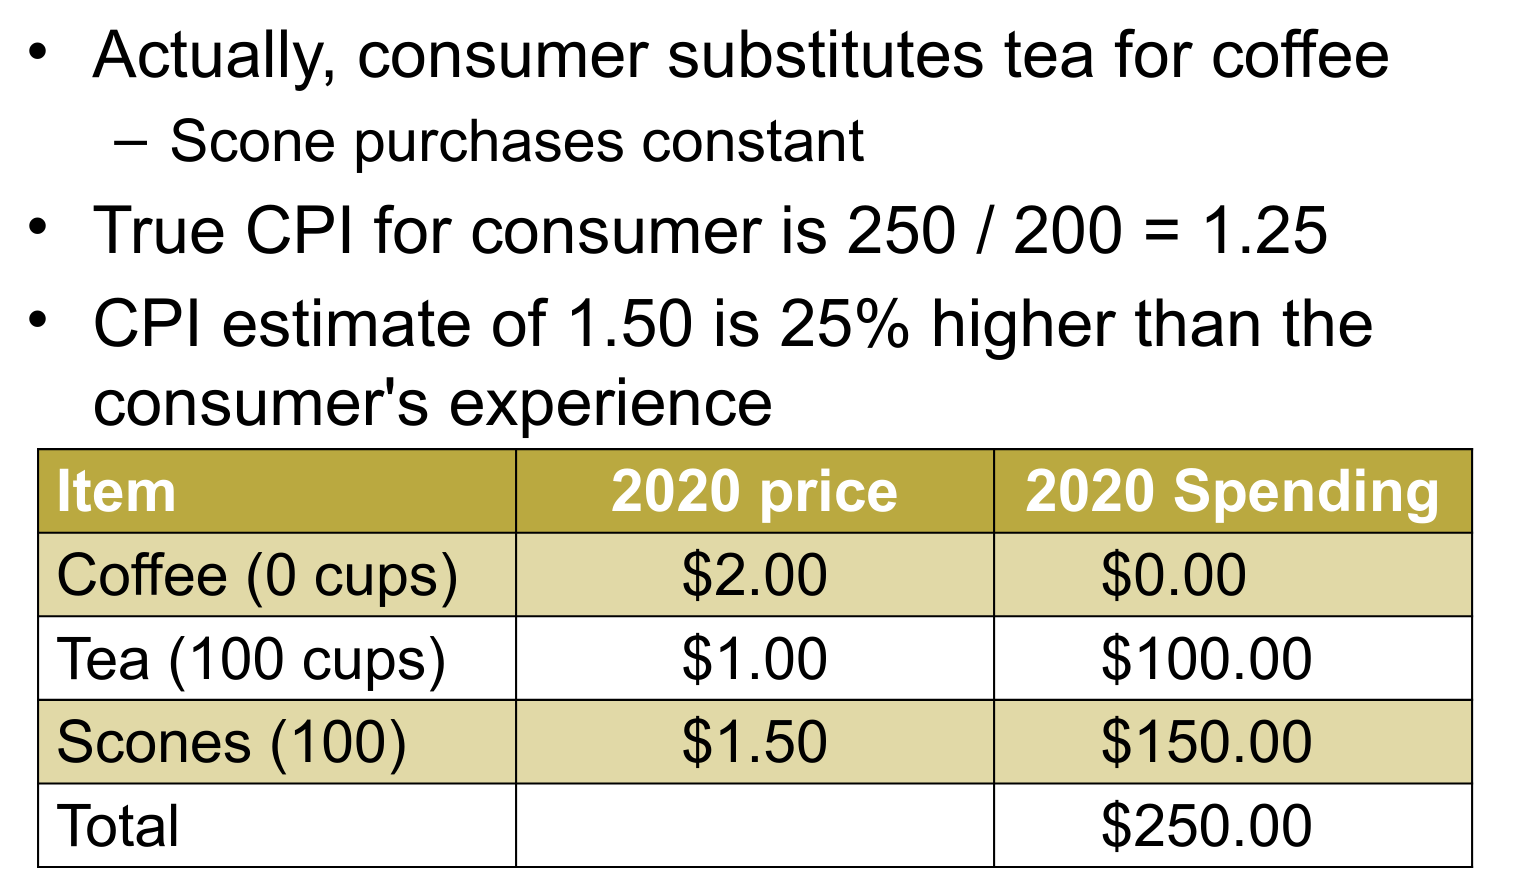 • Actually, consumer substitutes tea for coffee
– Scone purchases constant
• True CPI for consumer is 250 / 200 = 1.25
• CPI estimate of 1.50 is 25% higher than the
consumer's experience
Item 2020 price 2020 Spending
Coffee (0 cups) $2.00 $0.00
Tea (100 cups) $1.00 $100.00
Scones (100) $1.50 $150.00
Total $250.00